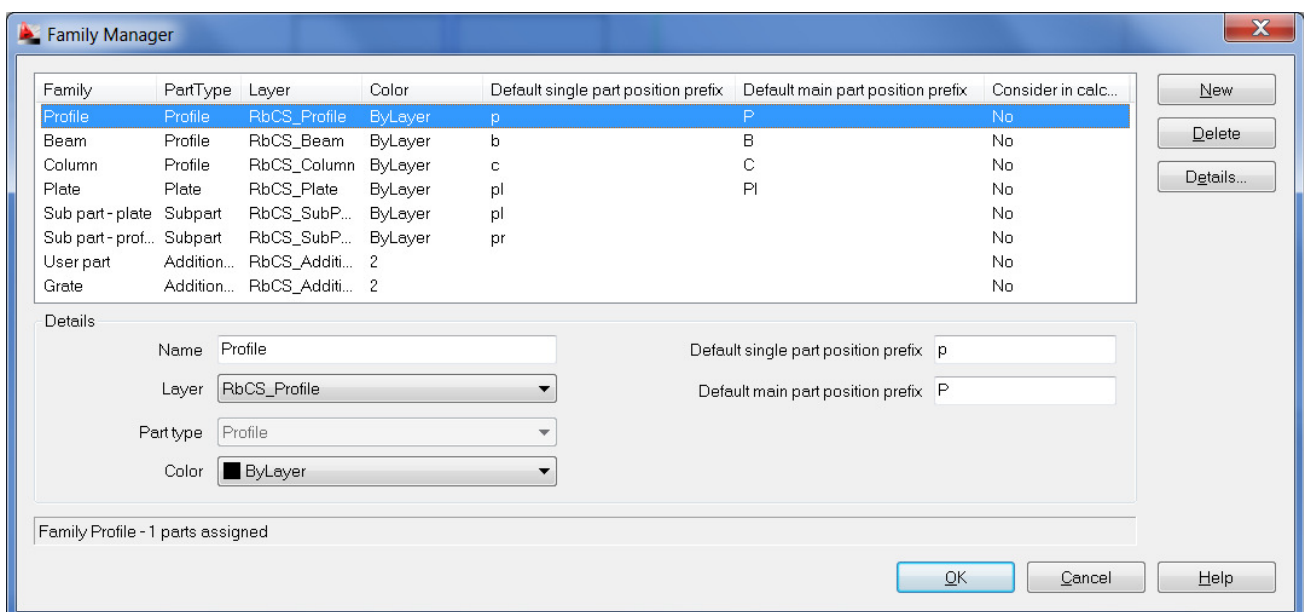 Family Manager
X
Family PartType Layer Color Default single part position prefix Default main part position prefix Consider in calc... New
Profile Profile RbCS_Profile ByLayer p P No
Beam Profile RbCS_Beam ByLayer b B No Delete
Column Profile RbCS_Column ByLayer c C No
Plate Plate RbCS_Plate ByLayer pl Pl No Details...
Sub part - plate Subpart RbCS_SubP... ByLayer pl No
Sub part - prof... Subpart RbCS_SubP... ByLayer pr No
User part Addition... RbCS_Additi... 2 No
Grate Addition... RbCS_Additi... 2 No
Details
Name Profile Default single part position prefix p
Layer RbCS_Profile Default main part position prefix P
Part type Profile
Color ByLayer
Family Profile - 1 parts assigned
OK Cancel Help